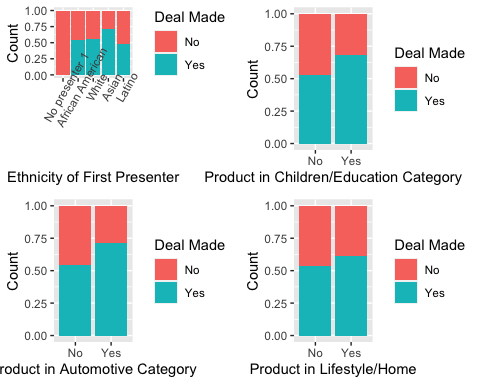 Count
1.00
0.75
0.50
0.25
0.00
No presenter 1
African American
White
Asian
Latino
Ethnicity of First Presenter
Deal Made
No
Yes
Count
1.00
0.75
0.50
0.25
0.00
No Yes
Product in Children/Education Category
Deal Made
No
Yes
Count
1.00
0.75
0.50
0.25
0.00
No Yes
roduct in Automotive Category
Deal Made
No
Yes
Count
1.00
0.75
0.50
0.25
0.00
No Yes
Product in Lifestyle/Home
Deal Made
No
Yes